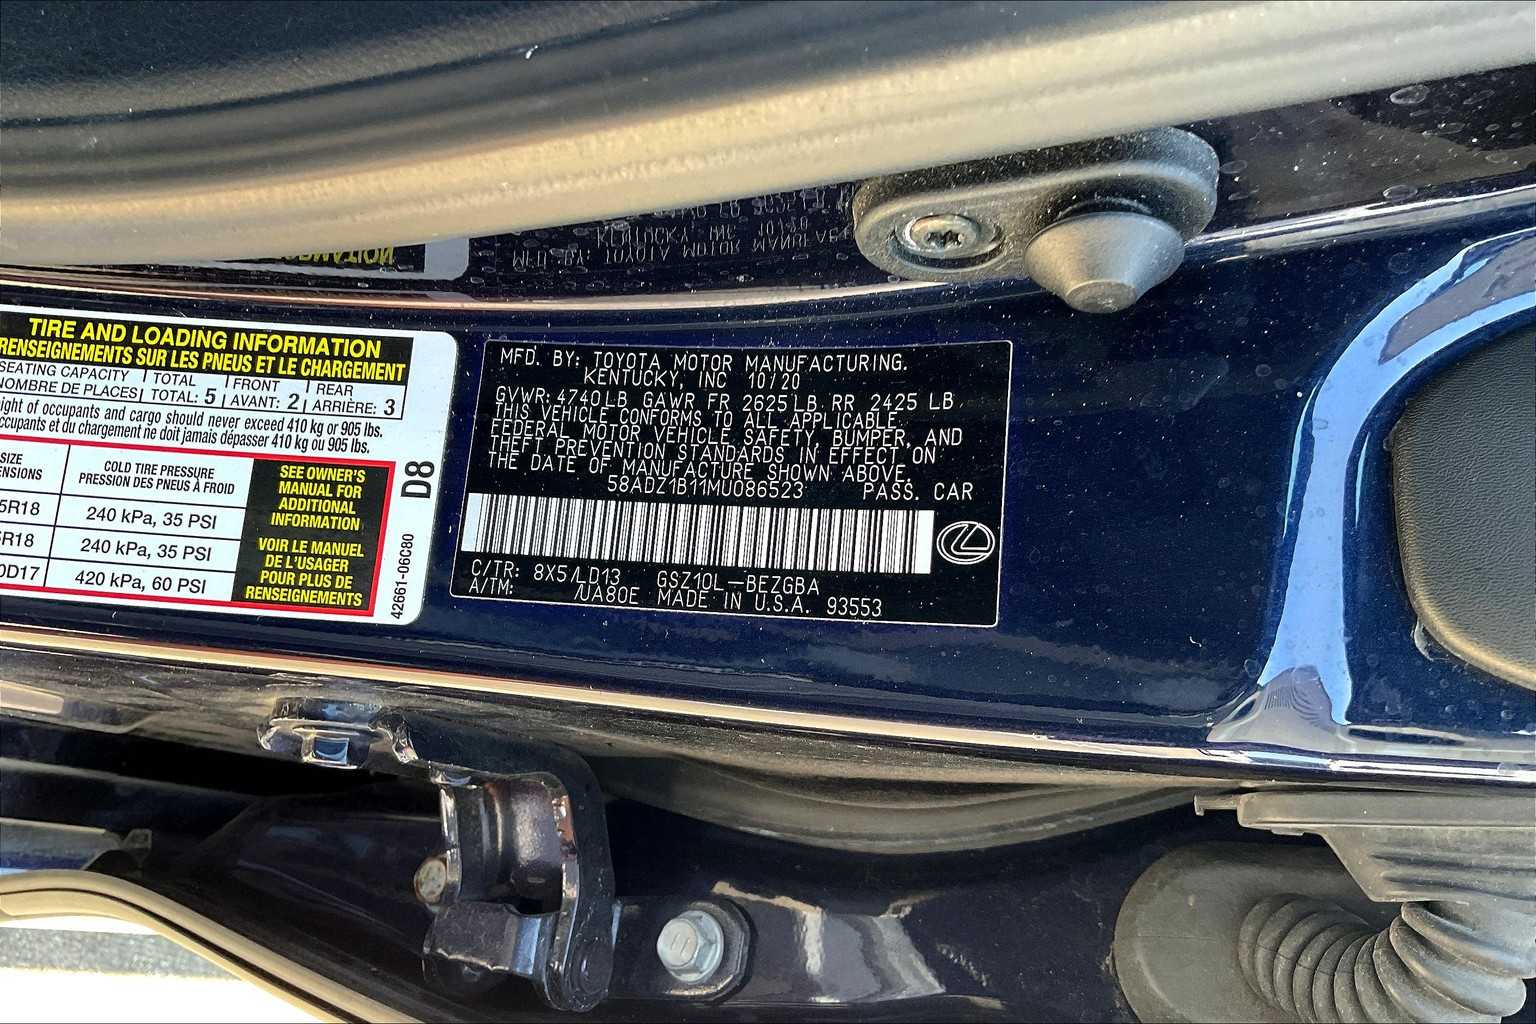 TIRE AND LOADING INFORMATION
RENSEIGNEMENTS SUR LES PNEUS ET LE CHARGEMENT
SEATING CAPACITY TOTAL FRONT REAR
NOMBRE DE PLACES TOTAL: 5 AVANT: 2 ARRIÈRE: 3
of occupants and cargo should never exceed 410 kg or 905 lbs.
et du chargement ne doit jamais dépasser 410 kg ou 905 lbs.
SIZE
COLD TIRE PRESSURE
PRESSION DES PNEUS À FROID
R18 240 kPa, 35 PSI
R18 240 kPa, 35 PSI
D17 420 kPa, 60 PSI
SEE OWNER'S
MANUAL FOR
ADDITIONAL
INFORMATION
VOIR LE MANUEL
DE L'USAGER
POUR PLUS DE
RENSEIGNEMENTS
D8
42661-06C80
MFD. BY: TOYOTA MOTOR MANUFACTURING.
KENTUCKY, INC 10/20
GVWR: 4740LB GAWR FR 2625LB RR 2425 LB
THIS VEHICLE CONFORMS TO ALL APPLICABLE
FEDERAL MOTOR VEHICLE SAFETY, BUMPER, AND
THEFT PREVENTION STANDARDS IN EFFECT ON
THE DATE OF MANUFACTURE SHOWN ABOVE.
58ADZ1B11MU086523 PASS. CAR
C/TR: 8X5/LD13 GSZ10L-BEZGBA
A/TM: /UA80E MADE IN U.S.A. 93553